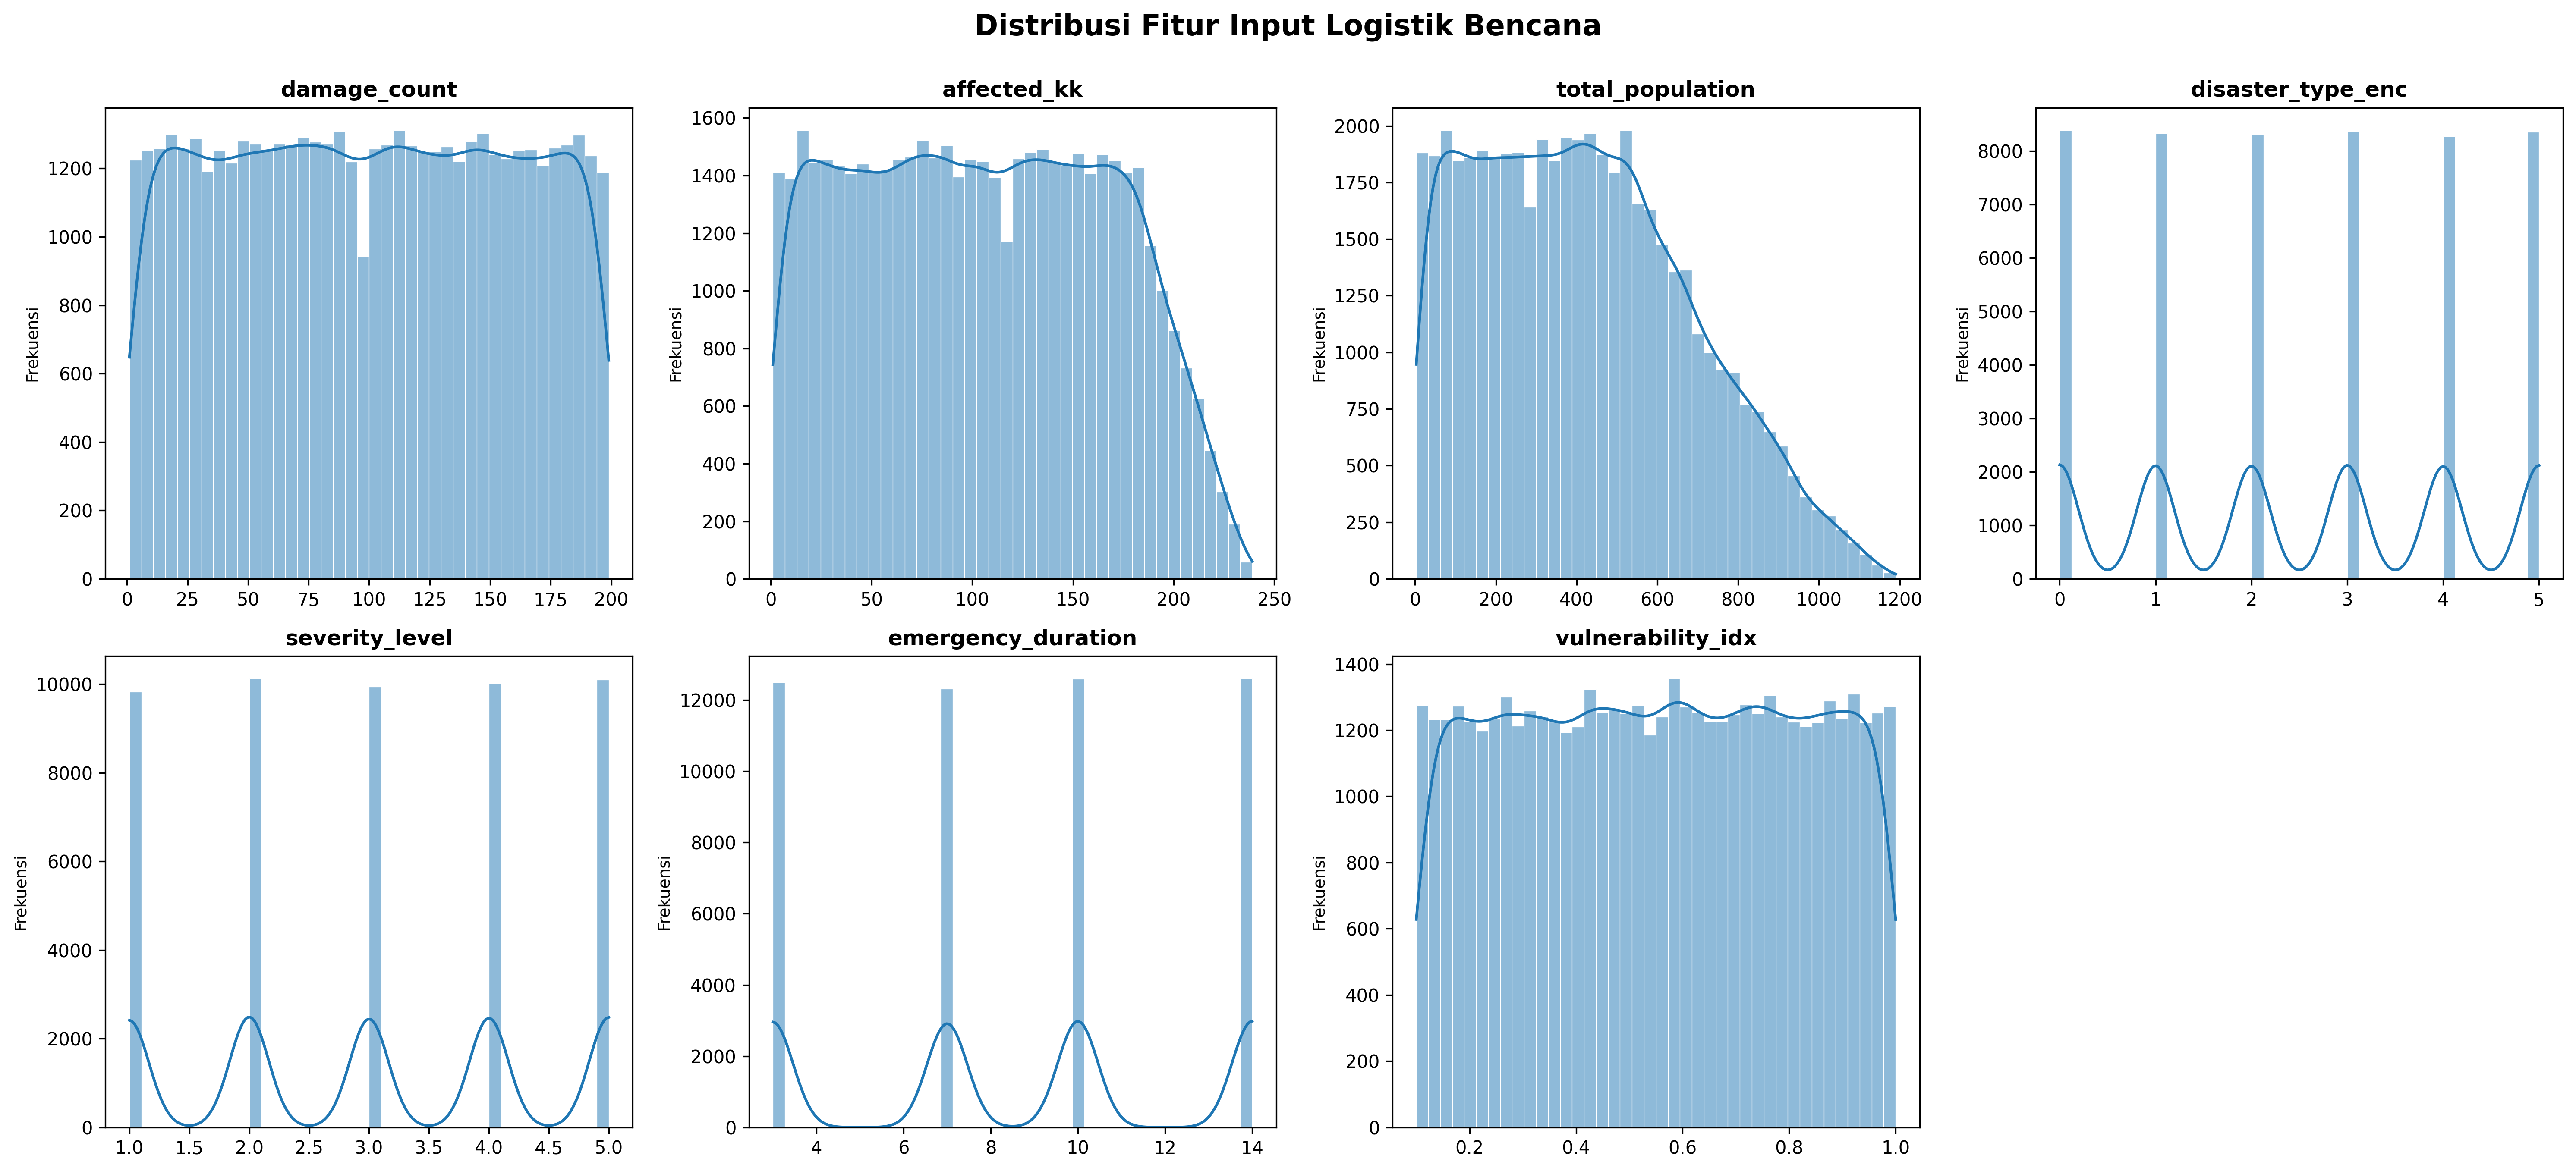 Distribusi Fitur Input Logistik Bencana
damage_count
Frekuensi
1200
1000
800
600
400
200
0
0 25 50 75 100 125 150 175 200
affected_kk
Frekuensi
1600
1400
1200
1000
800
600
400
200
0
0 50 100 150 200 250
total_population
Frekuensi
2000
1750
1500
1250
1000
750
500
250
0
0 200 400 600 800 1000 1200
disaster_type_enc
Frekuensi
8000
7000
6000
5000
4000
3000
2000
1000
0
0 1 2 3 4 5
severity_level
Frekuensi
10000
8000
6000
4000
2000
0
1.0 1.5 2.0 2.5 3.0 3.5 4.0 4.5 5.0
emergency_duration
Frekuensi
12000
10000
8000
6000
4000
2000
0
4 6 8 10 12 14
vulnerability_idx
Frekuensi
1400
1200
1000
800
600
400
200
0
0.2 0.4 0.6 0.8 1.0